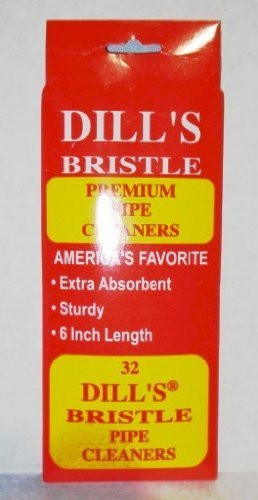 DILL'S
BRISTLE
PREMIUM
PIPE
CLEANERS
AMERICA'S FAVORITE
• Extra Absorbent
• Sturdy
• 6 Inch Length
32
DILL'S®
BRISTLE
PIPE
CLEANERS